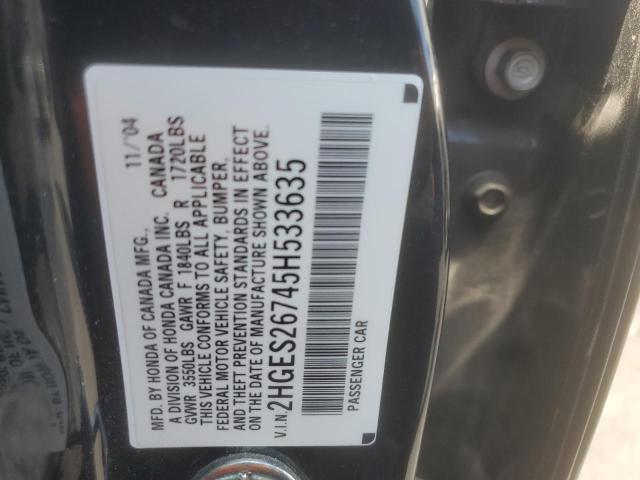 MFD. BY HONDA OF CANADA MFG., 11/'04
A DIVISION OF HONDA CANADA INC. CANADA
GVWR 3550LBS GAWR F 1840LBS R 1720LBS
THIS VEHICLE CONFORMS TO ALL APPLICABLE
FEDERAL MOTOR VEHICLE SAFETY, BUMPER,
AND THEFT PREVENTION STANDARDS IN EFFECT
ON THE DATE OF MANUFACTURE SHOWN ABOVE.
V.I.N. 2HGES26745H533635
PASSENGER CAR